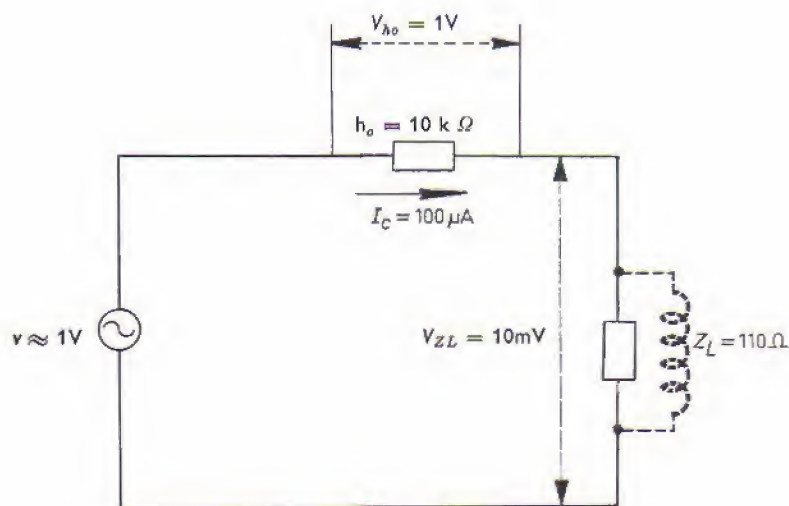 V_ho = 1V
h_o = 10 k Ω
I_C = 100 μA
v ≈ 1V
V_ZL = 10mV
Z_L = 110 Ω